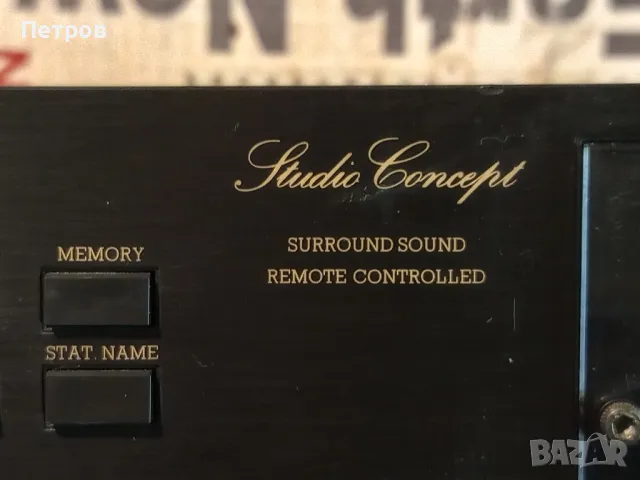 Петров
Studio Concept
SURROUND SOUND
REMOTE CONTROLLED
MEMORY
STAT. NAME
BAZAR